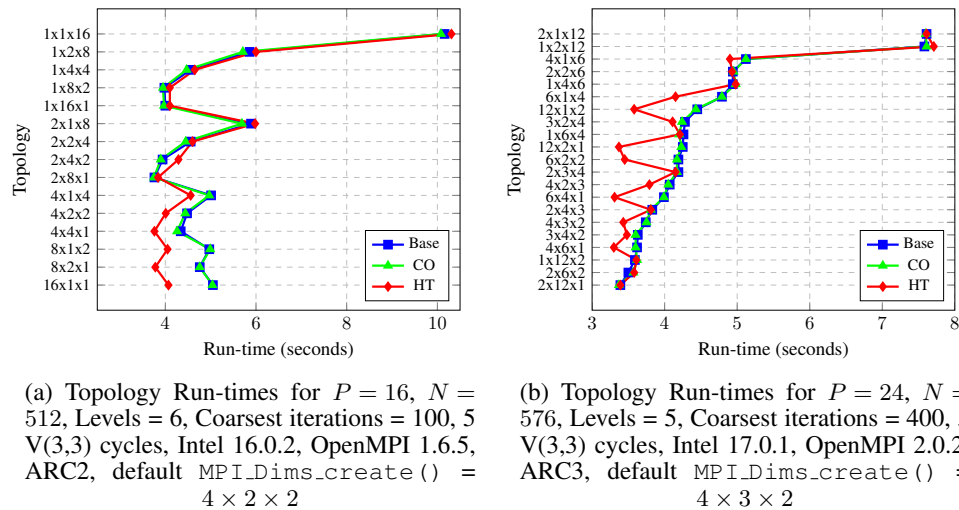 Topology
1x1x16
1x2x8
1x4x4
1x8x2
1x16x1
2x1x8
2x2x4
2x4x2
2x8x1
4x1x4
4x2x2
4x4x1
8x1x2
8x2x1
16x1x1
Base
CO
HT
4 6 8 10
Run-time (seconds)
(a) Topology Run-times for P = 16, N =
512, Levels = 6, Coarsest iterations = 100, 5
V(3,3) cycles, Intel 16.0.2, OpenMPI 1.6.5,
ARC2, default MPI_Dims_create() =
4 × 2 × 2
Topology
2x1x12
1x2x12
4x1x6
2x2x6
1x4x6
6x1x4
12x1x2
3x2x4
1x6x4
12x2x1
6x2x2
2x3x4
4x2x3
6x4x1
2x4x3
4x3x2
3x4x2
4x6x1
1x12x2
2x6x2
2x12x1
Base
CO
HT
3 4 5 6 7 8
Run-time (seconds)
(b) Topology Run-times for P = 24, N =
576, Levels = 5, Coarsest iterations = 400,
V(3,3) cycles, Intel 17.0.1, OpenMPI 2.0.2
ARC3, default MPI_Dims_create() =
4 × 3 × 2